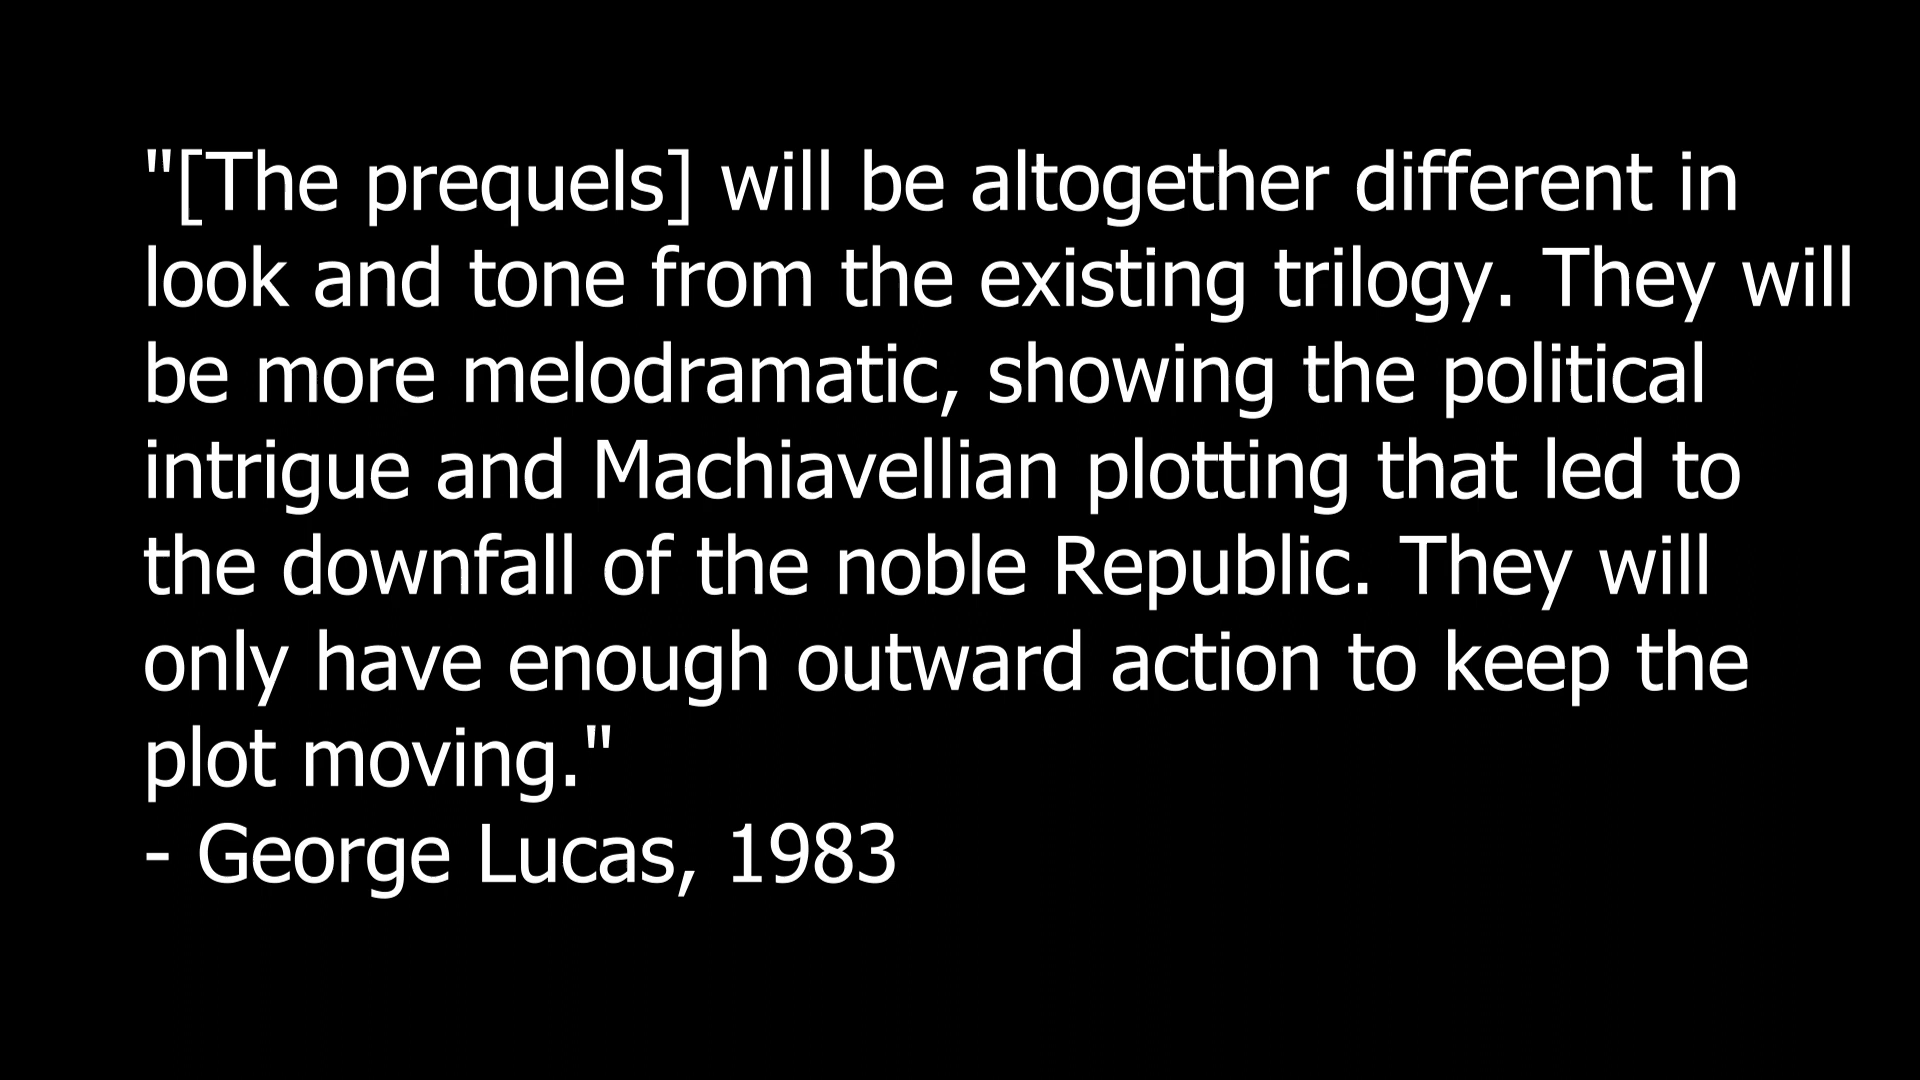 "[The prequels] will be altogether different in
look and tone from the existing trilogy. They will
be more melodramatic, showing the political
intrigue and Machiavellian plotting that led to
the downfall of the noble Republic. They will
only have enough outward action to keep the
plot moving."
- George Lucas, 1983